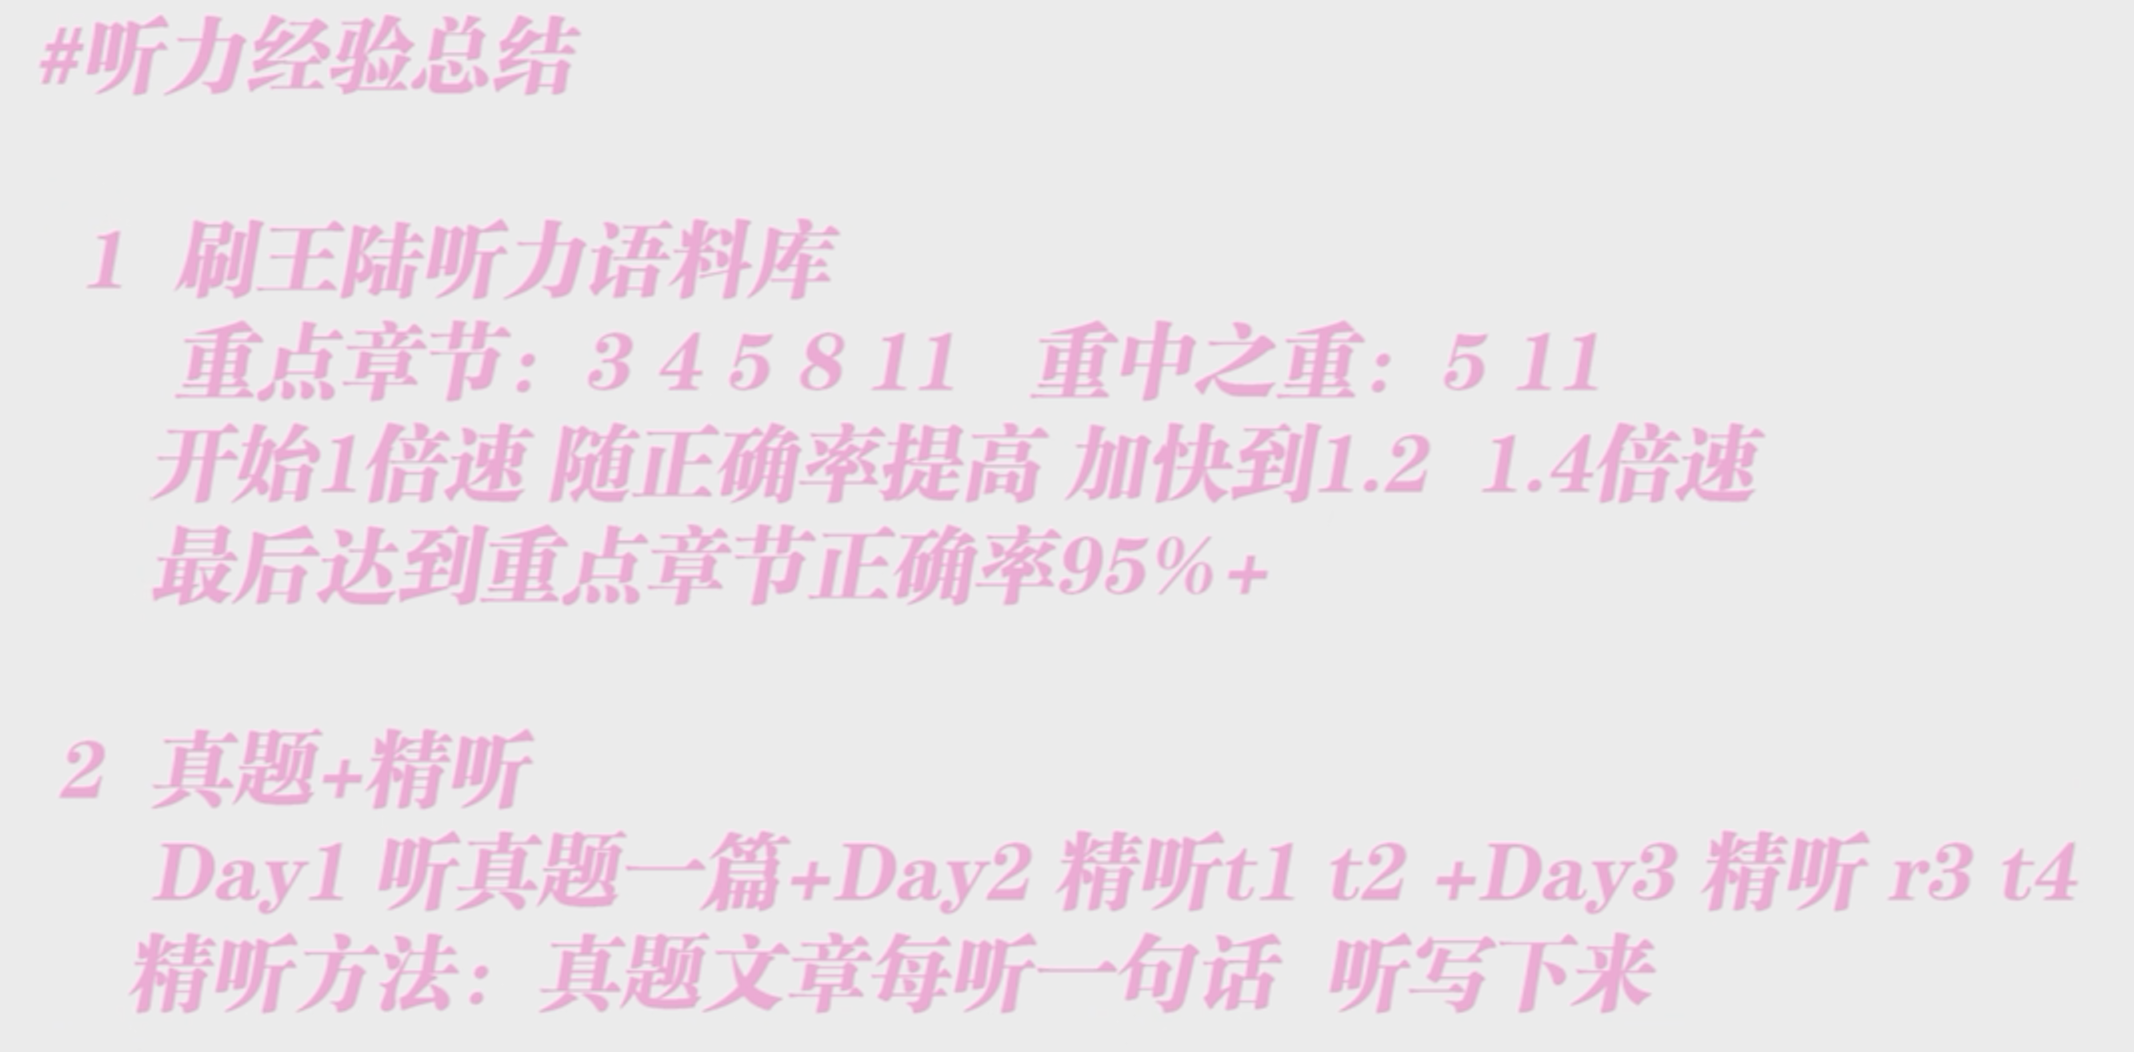 #听力经验总结
1 刷王陆听力语料库
重点章节：3 4 5 8 11 重中之重：5 11
开始1倍速 随正确率提高 加快到1.2 1.4倍速
最后达到重点章节正确率95%+
2 真题+精听
Day1 听真题一篇+Day2 精听t1 t2 +Day3 精听 r3 t4
精听方法：真题文章每听一句话 听写下来